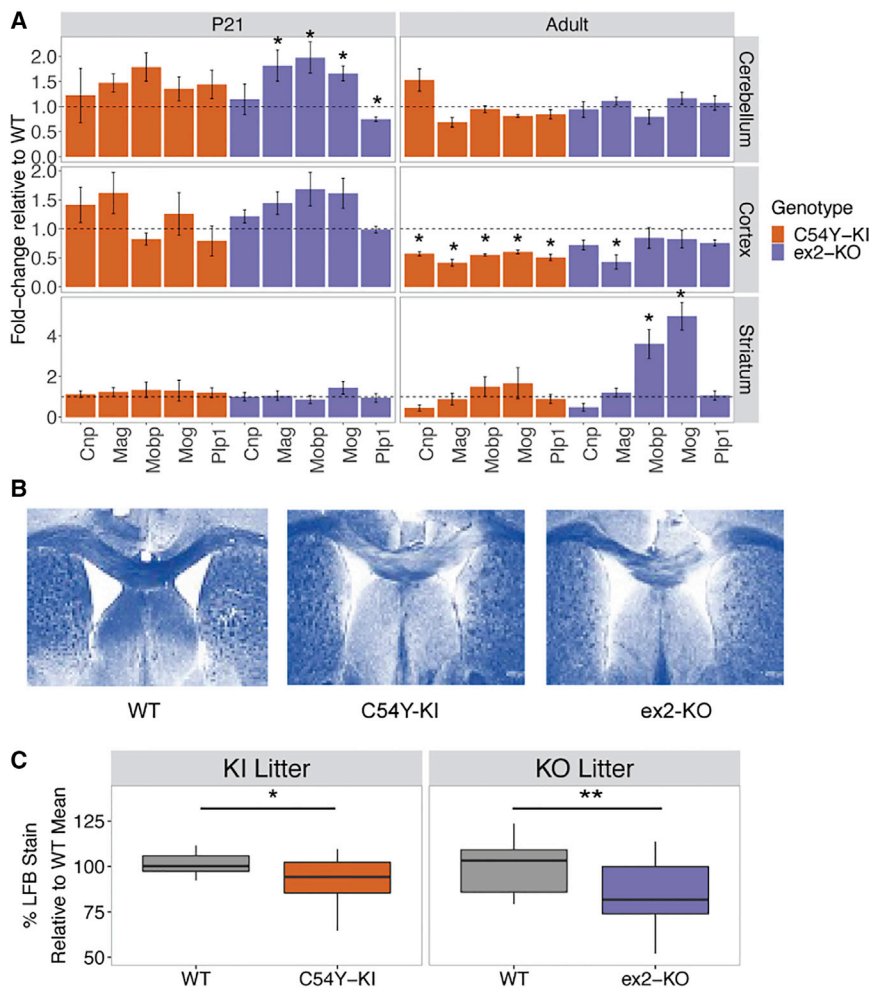 A
P21 Adult
Fold−change relative to WT
2.0
1.5
1.0
0.5
0.0
* * * *
Cerebellum
2.0
1.5
1.0
0.5
0.0
* * * * * *
Cortex
4
2
0
* *
Striatum
Cnp Mag Mobp Mog Plp1 Cnp Mag Mobp Mog Plp1 Cnp Mag Mobp Mog Plp1 Cnp Mag Mobp Mog Plp1
Genotype
C54Y−KI
ex2−KO
B
WT C54Y-KI ex2-KO
C
KI Litter KO Litter
% LFB Stain
Relative to WT Mean
* **
125
100
75
50
WT C54Y−KI WT ex2−KO